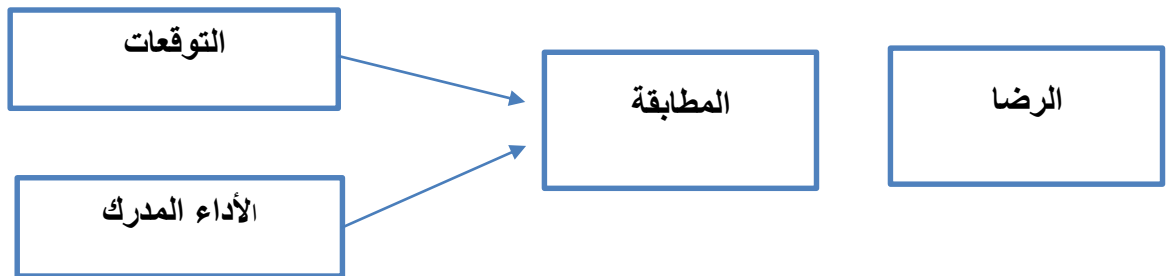 التوقعات
المطابقة
الرضا
الأداء المدرك